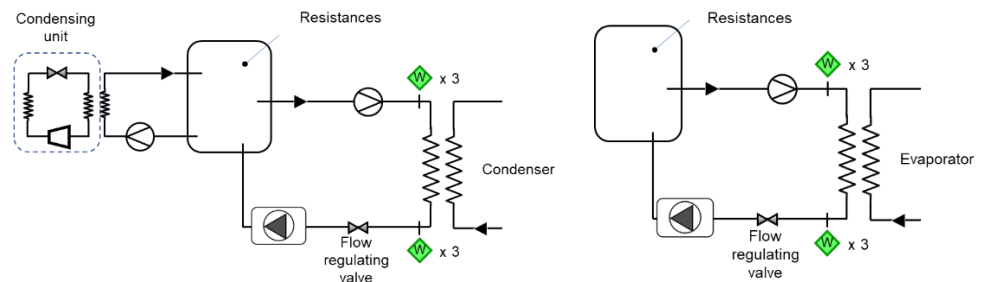 Condensing
unit
Resistances
W x 3
Condenser
Flow
regulating
valve
W x 3
Resistances
W x 3
Evaporator
Flow
regulating
valve
W x 3